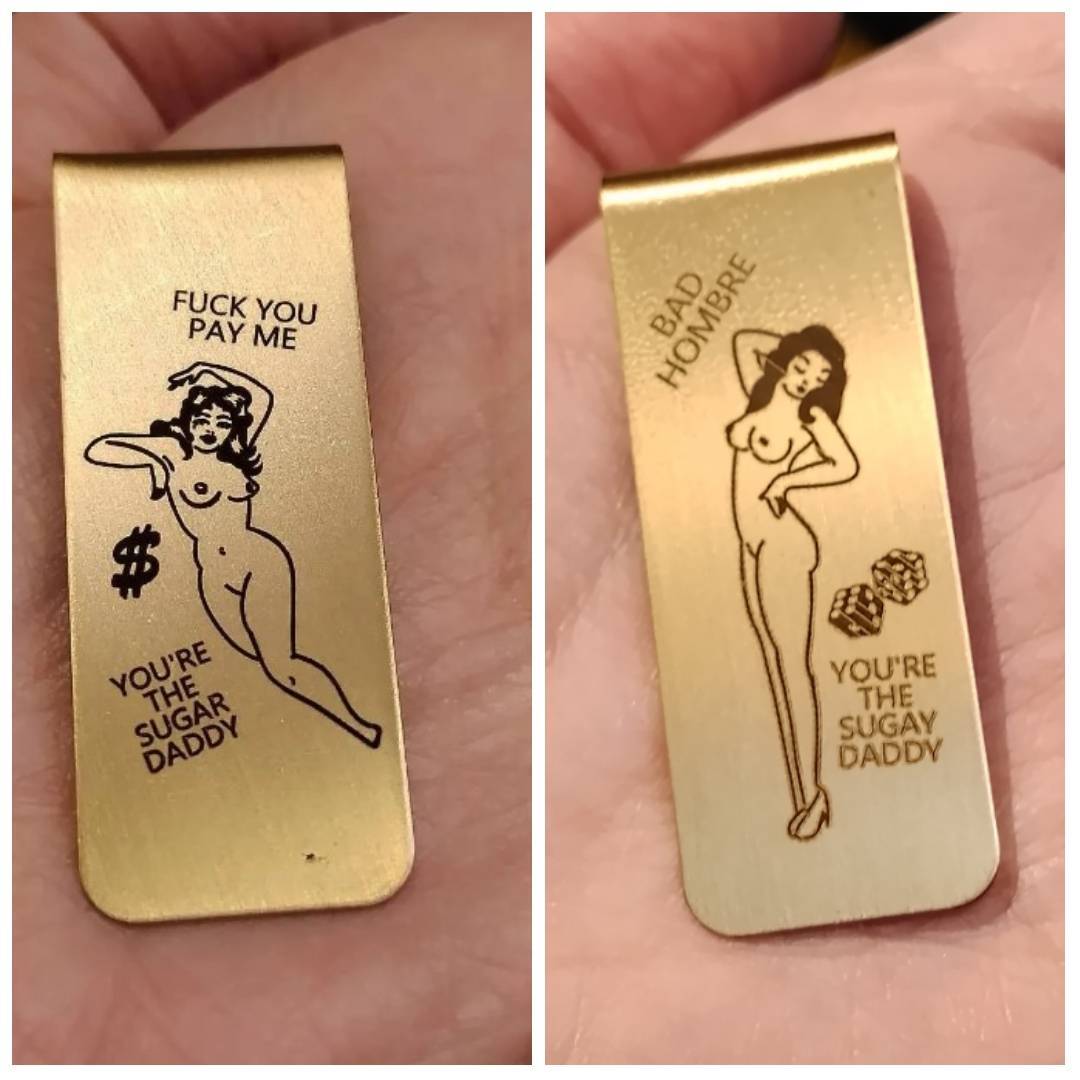 FUCK YOU
PAY ME
$
YOU'RE
THE
SUGAR
DADDY
BAD
HOMBRE
YOU'RE
THE
SUGAY
DADDY